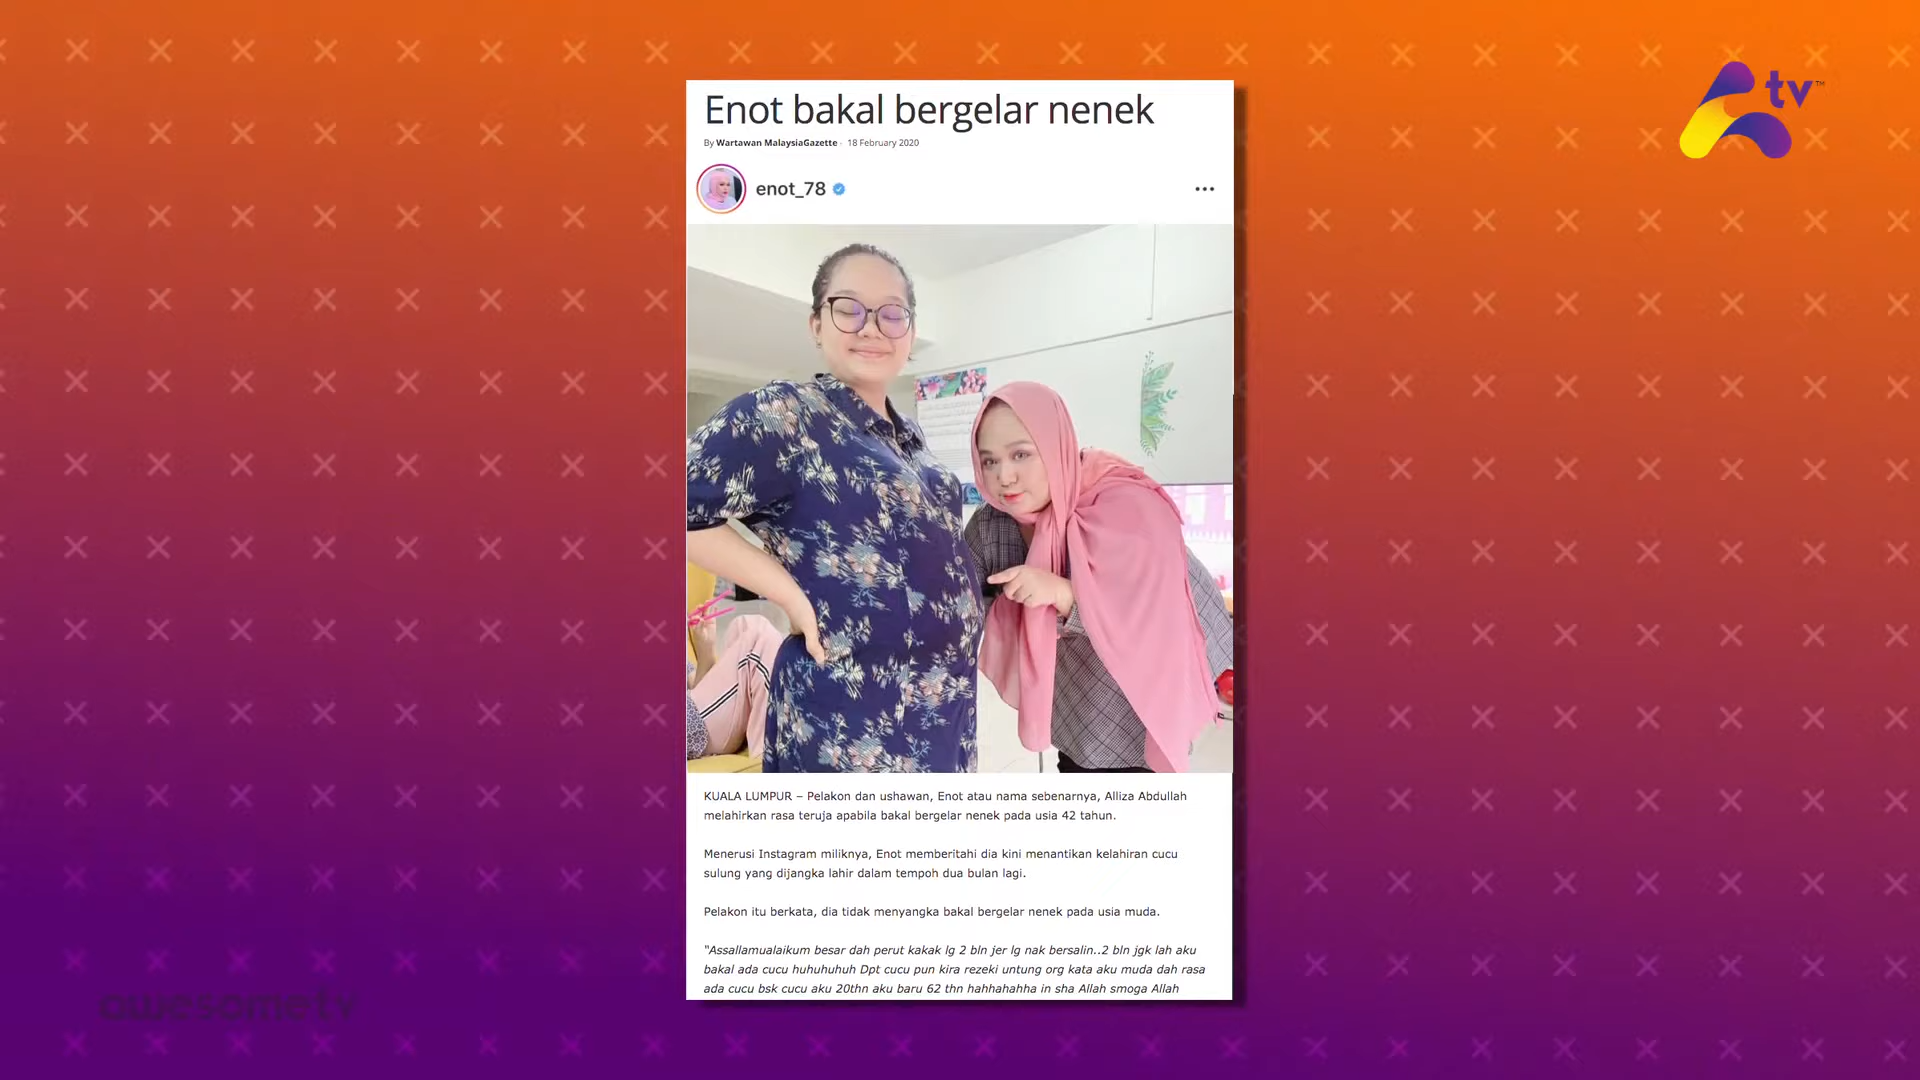 tv™
Enot bakal bergelar nenek
By Wartawan MalaysiaGazette - 18 February 2020
enot_78
KUALA LUMPUR – Pelakon dan ushawan, Enot atau nama sebenarnya, Alliza Abdullah
melahirkan rasa teruja apabila bakal bergelar nenek pada usia 42 tahun.
Menerusi Instagram miliknya, Enot memberitahi dia kini menantikan kelahiran cucu
sulung yang dijangka lahir dalam tempoh dua bulan lagi.
Pelakon itu berkata, dia tidak menyangka bakal bergelar nenek pada usia muda.
"Assallamualaikum besar dah perut kakak lg 2 bln jer lg nak bersalin..2 bln jgk lah aku
bakal ada cucu huhuhuhuh Dpt cucu pun kira rezeki untung org kata aku muda dah rasa
ada cucu bsk cucu aku 20thn aku baru 62 thn hahhahahha in sha Allah smoga Allah
awesome tv